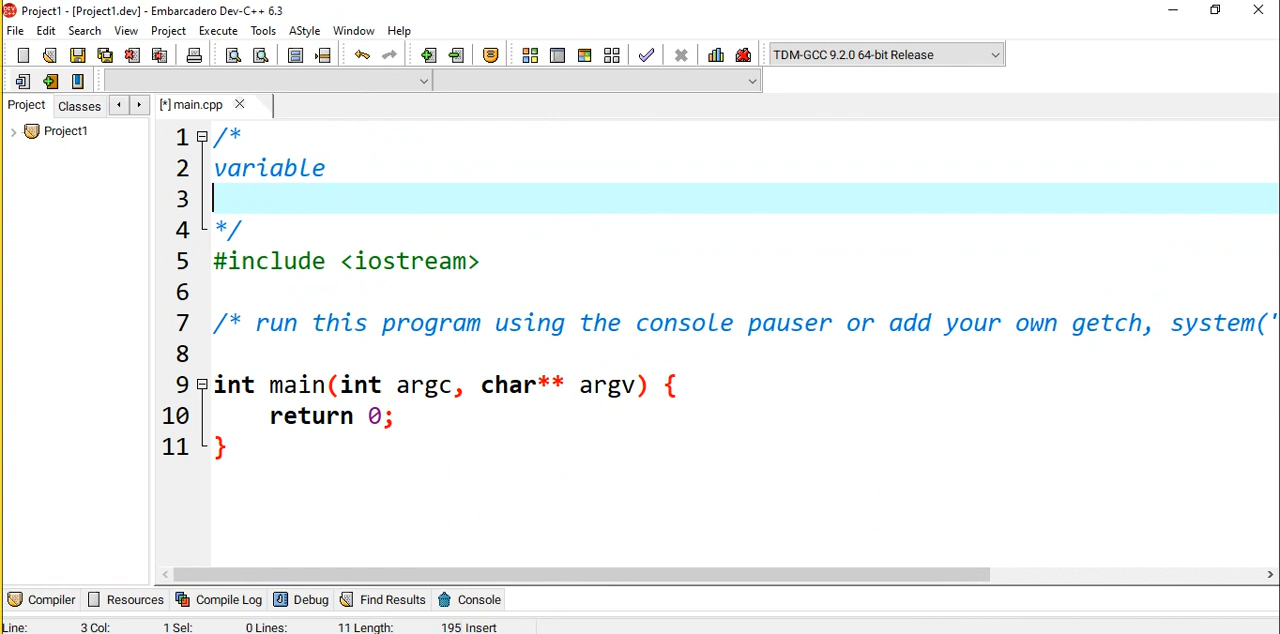 Project1 - [Project1.dev] - Embarcadero Dev-C++ 6.3
File Edit Search View Project Execute Tools AStyle Window Help
TDM-GCC 9.2.0 64-bit Release
Project Classes [*] main.cpp
Project1
1 /*
2 variable
3
4 */
5 #include <iostream>
6
7 /* run this program using the console pauser or add your own getch, system("
8
9 int main(int argc, char** argv) {
10 return 0;
11 }
Compiler Resources Compile Log Debug Find Results Console
Line: 3 Col: 1 Sel: 0 Lines: 11 Length: 195 Insert